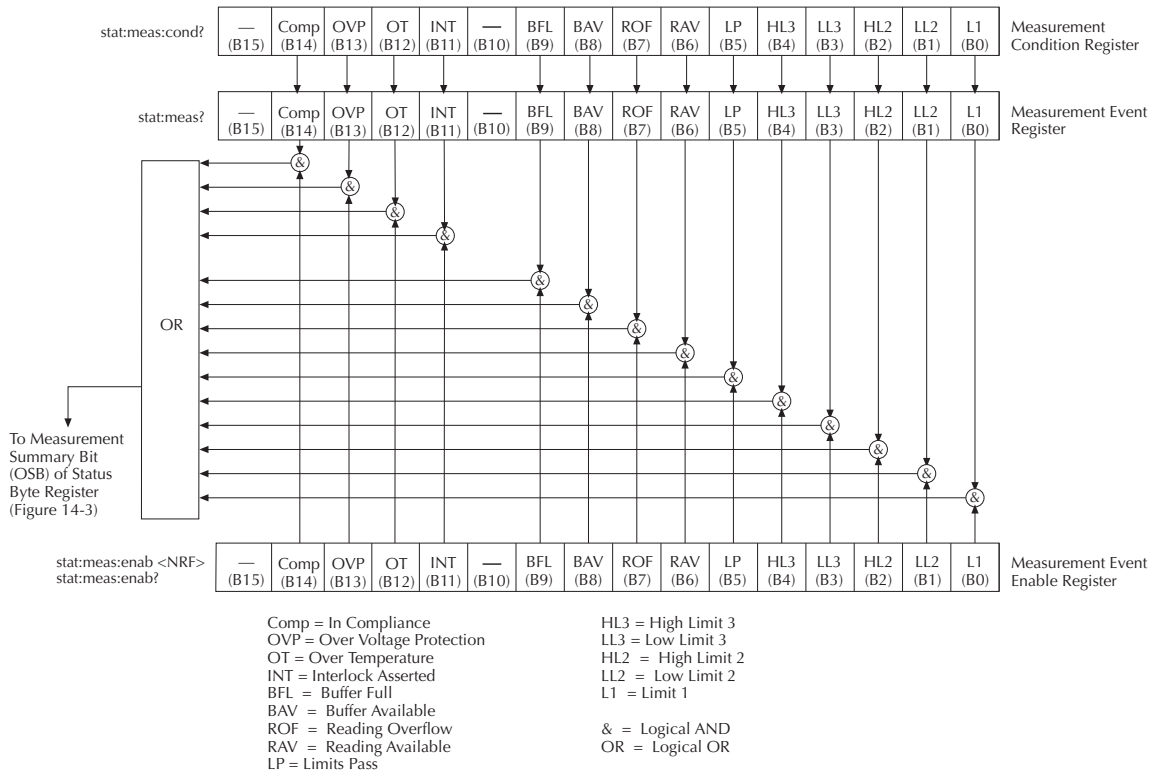 stat:meas:cond?
— Comp OVP OT INT — BFL BAV ROF RAV LP HL3 LL3 HL2 LL2 L1
(B15) (B14) (B13) (B12) (B11) (B10) (B9) (B8) (B7) (B6) (B5) (B4) (B3) (B2) (B1) (B0)
Measurement
Condition Register
stat:meas?
— Comp OVP OT INT — BFL BAV ROF RAV LP HL3 LL3 HL2 LL2 L1
(B15) (B14) (B13) (B12) (B11) (B10) (B9) (B8) (B7) (B6) (B5) (B4) (B3) (B2) (B1) (B0)
Measurement Event
Register
&
&
&
&
&
&
&
&
&
&
&
&
&
&
OR
To Measurement
Summary Bit
(OSB) of Status
Byte Register
(Figure 14-3)
stat:meas:enab <NRF>
stat:meas:enab?
— Comp OVP OT INT — BFL BAV ROF RAV LP HL3 LL3 HL2 LL2 L1
(B15) (B14) (B13) (B12) (B11) (B10) (B9) (B8) (B7) (B6) (B5) (B4) (B3) (B2) (B1) (B0)
Measurement Event
Enable Register
Comp = In Compliance
OVP = Over Voltage Protection
OT = Over Temperature
INT = Interlock Asserted
BFL = Buffer Full
BAV = Buffer Available
ROF = Reading Overflow
RAV = Reading Available
LP = Limits Pass
HL3 = High Limit 3
LL3 = Low Limit 3
HL2 = High Limit 2
LL2 = Low Limit 2
L1 = Limit 1
& = Logical AND
OR = Logical OR